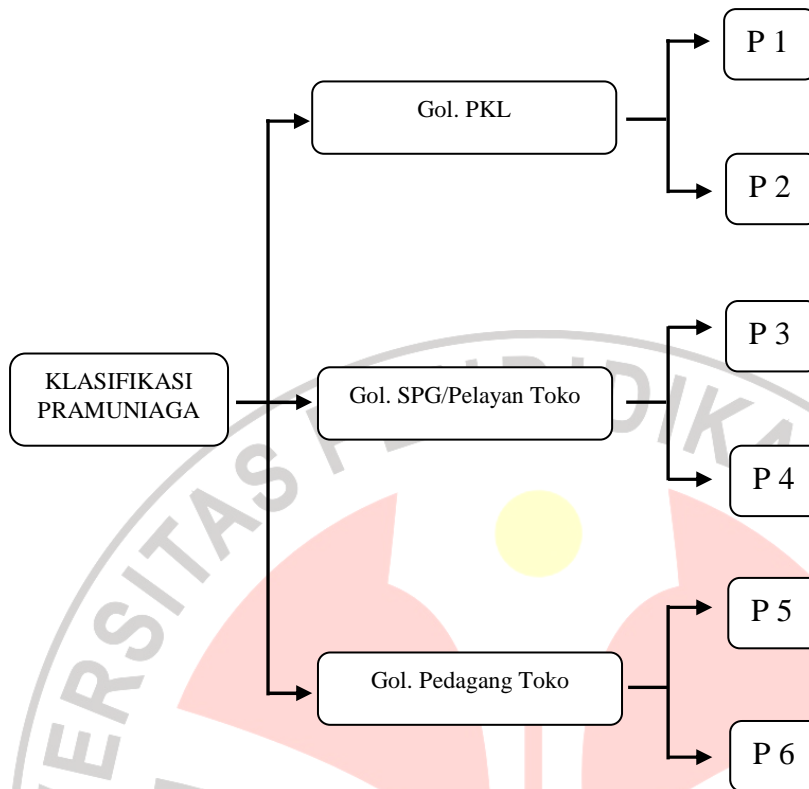 P 1
Gol. PKL
P 2
P 3
KLASIFIKASI
PRAMUNIAGA
Gol. SPG/Pelayan Toko
P 4
P 5
Gol. Pedagang Toko
P 6